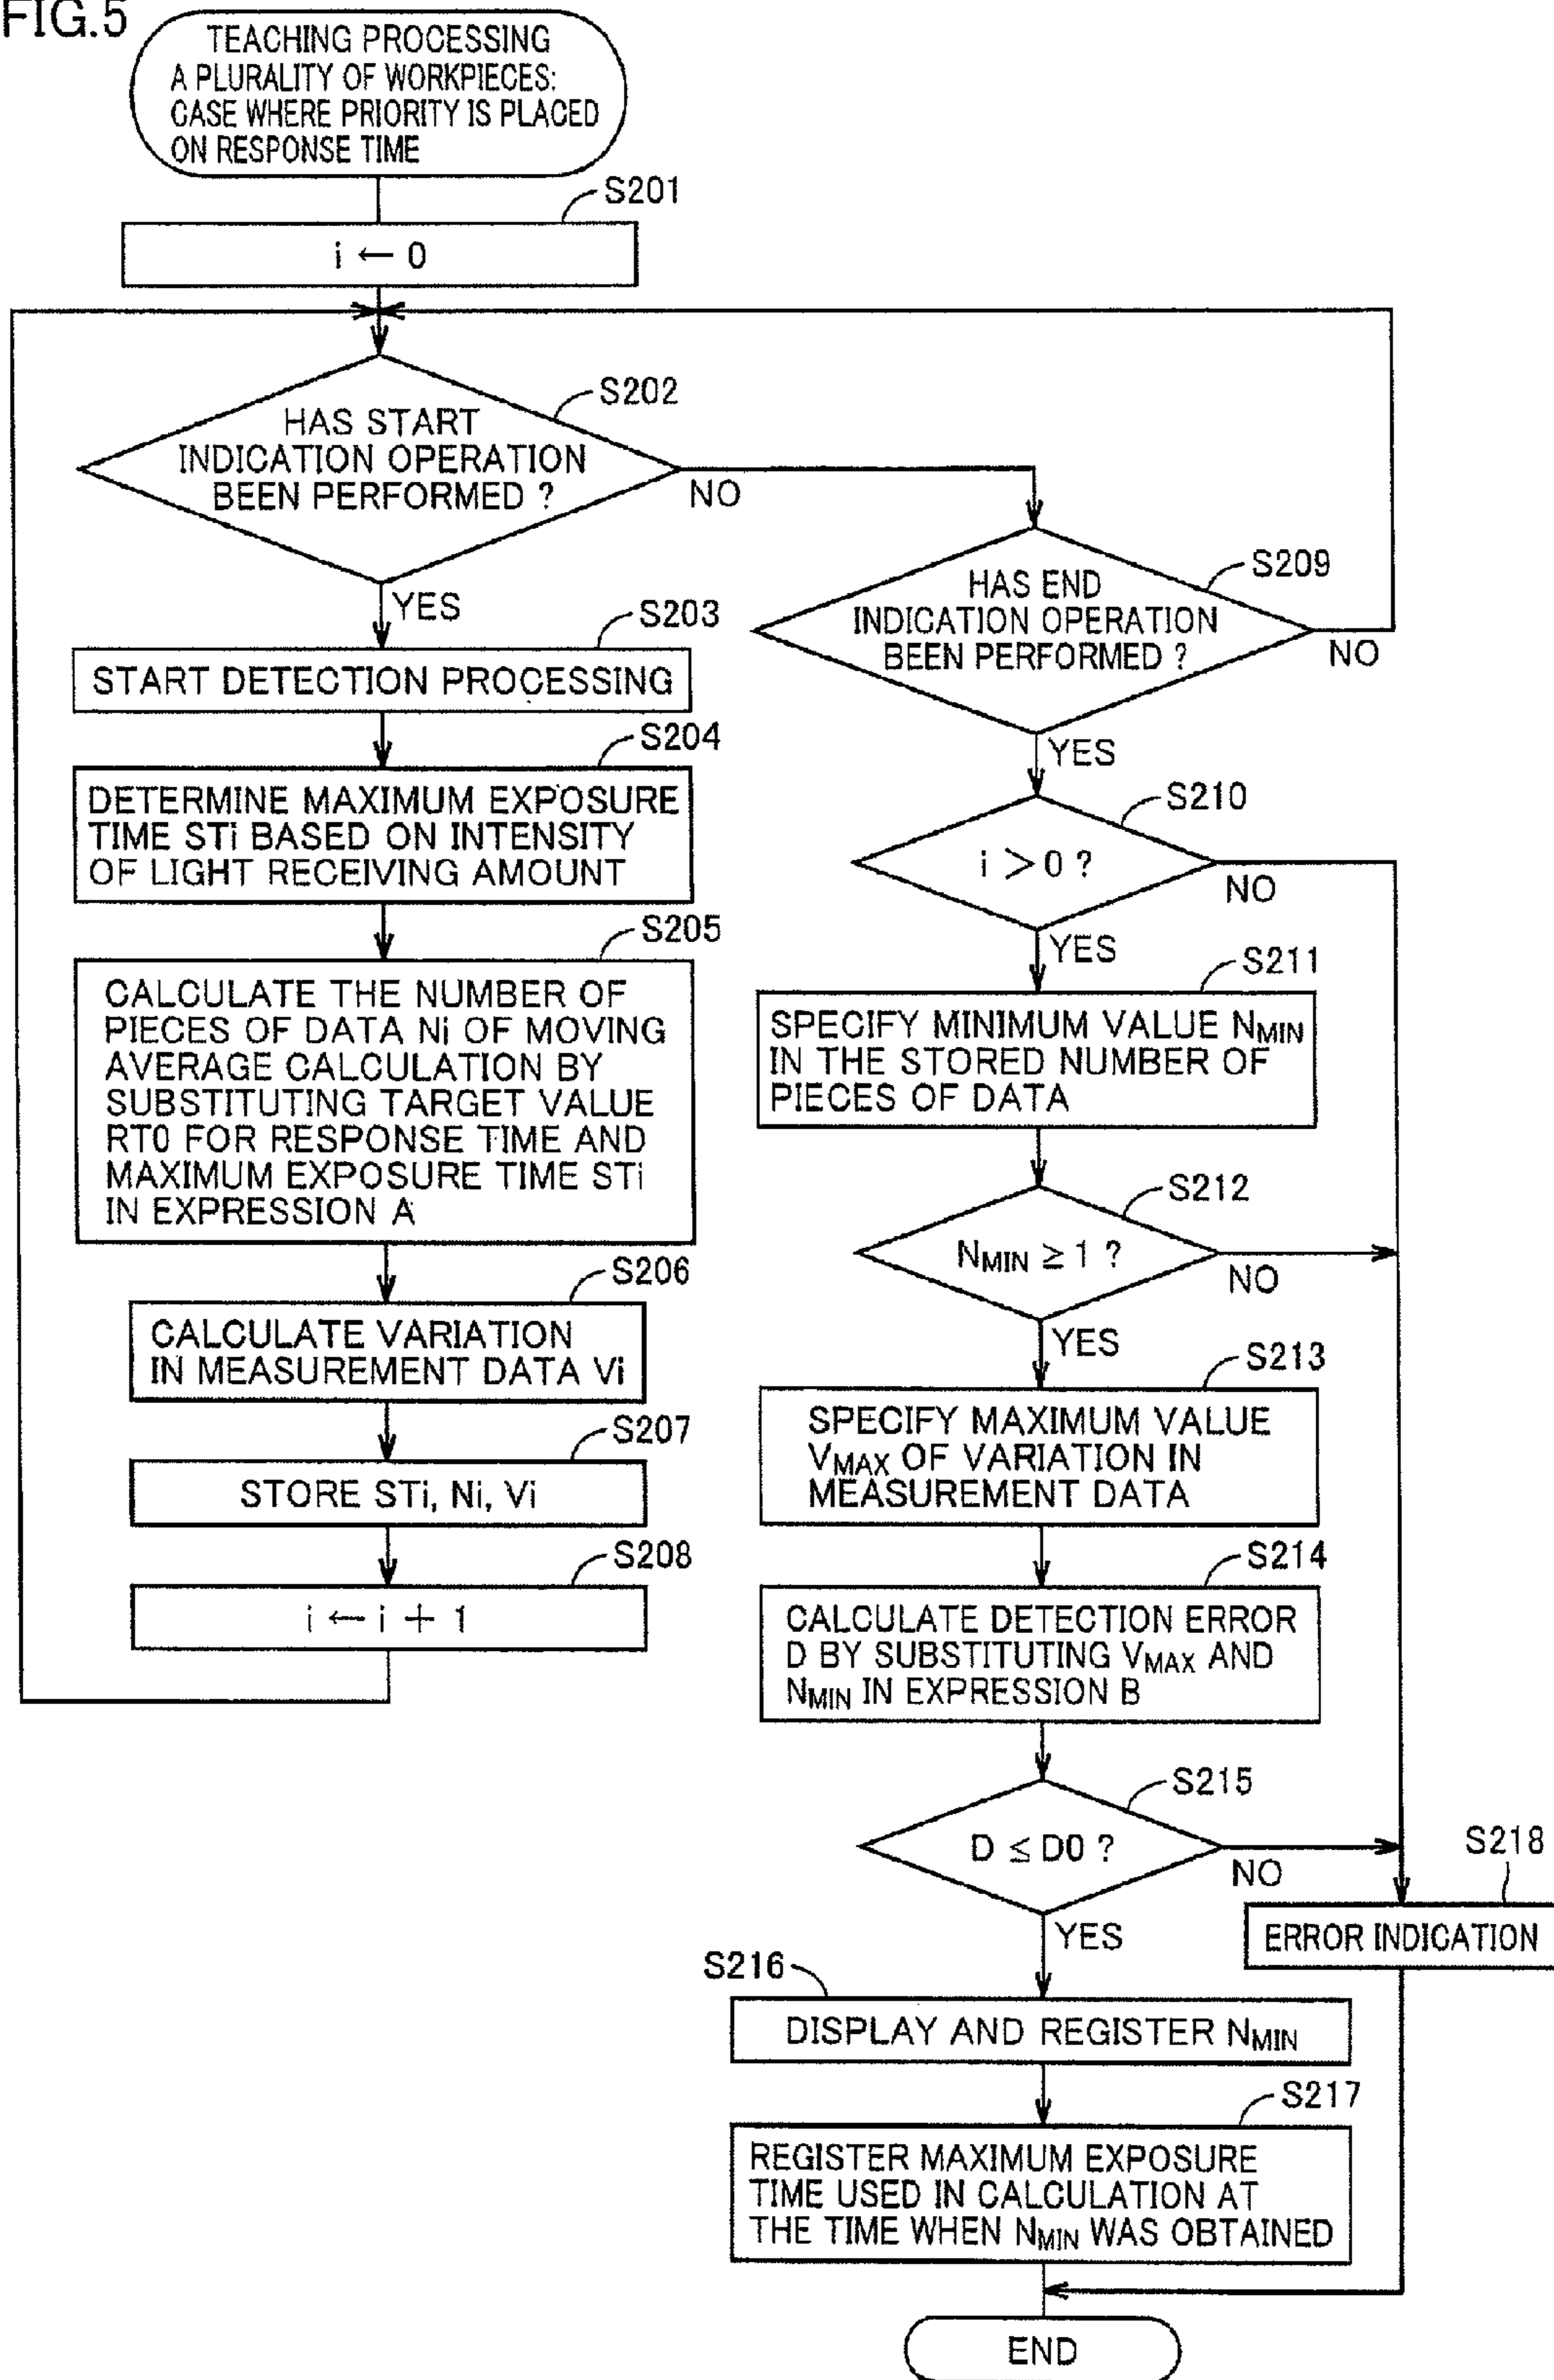 FIG.5
TEACHING PROCESSING
A PLURALITY OF WORKPIECES:
CASE WHERE PRIORITY IS PLACED
ON RESPONSE TIME
S201
i ← 0
S202
HAS START
INDICATION OPERATION
BEEN PERFORMED ?
NO
YES
S203
START DETECTION PROCESSING
S204
DETERMINE MAXIMUM EXPOSURE
TIME STi BASED ON INTENSITY
OF LIGHT RECEIVING AMOUNT
S205
CALCULATE THE NUMBER OF
PIECES OF DATA Ni OF MOVING
AVERAGE CALCULATION BY
SUBSTITUTING TARGET VALUE
RT0 FOR RESPONSE TIME AND
MAXIMUM EXPOSURE TIME STi
IN EXPRESSION A
S206
CALCULATE VARIATION
IN MEASUREMENT DATA Vi
S207
STORE STi, Ni, Vi
S208
i ← i + 1
S209
HAS END
INDICATION OPERATION
BEEN PERFORMED ?
NO
YES
S210
i > 0 ?
NO
YES
S211
SPECIFY MINIMUM VALUE NMIN
IN THE STORED NUMBER OF
PIECES OF DATA
S212
NMIN ≥ 1 ?
NO
YES
S213
SPECIFY MAXIMUM VALUE
VMAX OF VARIATION IN
MEASUREMENT DATA
S214
CALCULATE DETECTION ERROR
D BY SUBSTITUTING VMAX AND
NMIN IN EXPRESSION B
S215
D ≤ D0 ?
NO
YES
S218
ERROR INDICATION
S216
DISPLAY AND REGISTER NMIN
S217
REGISTER MAXIMUM EXPOSURE
TIME USED IN CALCULATION AT
THE TIME WHEN NMIN WAS OBTAINED
END